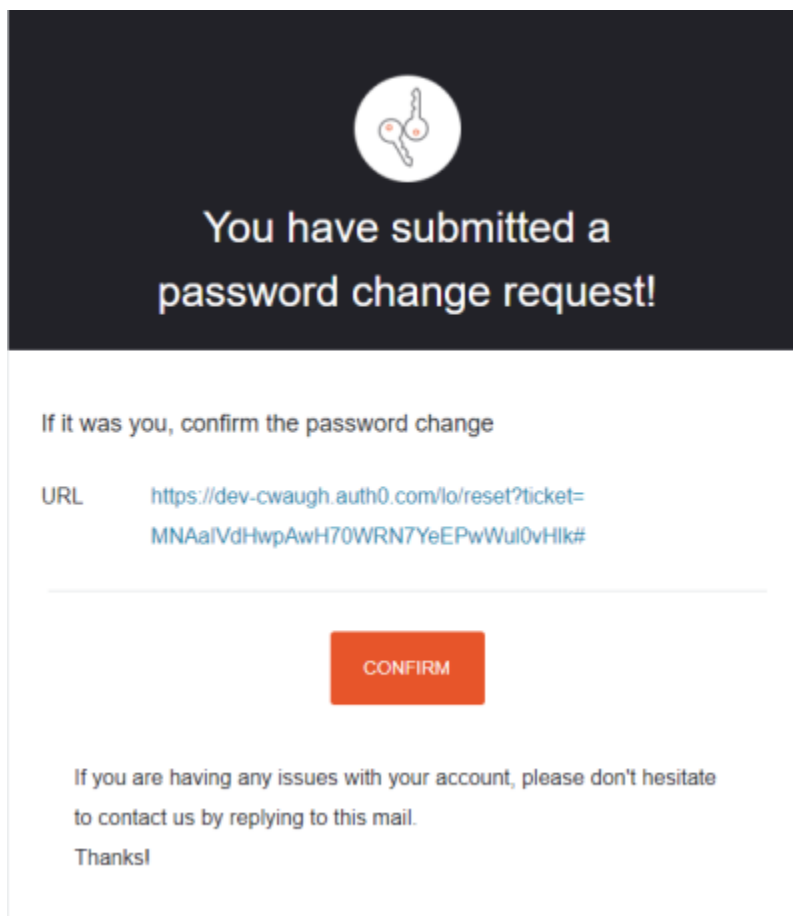 You have submitted a
password change request!
If it was you, confirm the password change
URL https://dev-cwaugh.auth0.com/lo/reset?ticket=
MNAaIVdHwpAwH70WRN7YeEPwWuI0vHIk#
CONFIRM
If you are having any issues with your account, please don't hesitate
to contact us by replying to this mail.
Thanks!